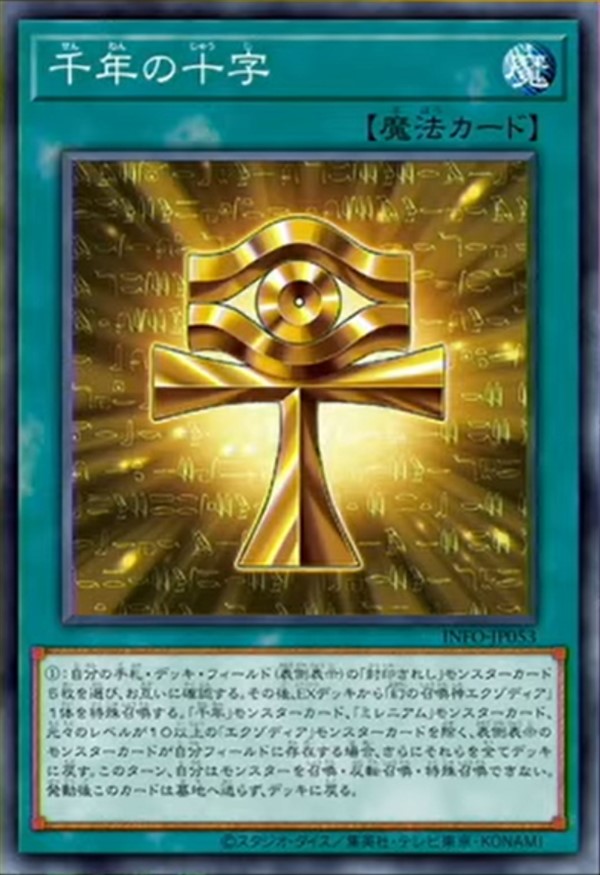 千年の十字
魔
【魔法カード】
INFO-JP053
①：自分の手札・デッキ・フィールド（表側表示）の「封印されし」モンスターカード
５枚を選び、お互いに確認する。その後、EXデッキから「幻の召喚神エクゾディア」
１体を特殊召喚する。「千年」モンスターカード、「ミレニアム」モンスターカード、
元々のレベルが１０以上の「エクゾディア」モンスターカードを除く、表側表示の
モンスターカードが自分フィールドに存在する場合、さらにそれらを全てデッキ
に戻す。このターン、自分はモンスターを召喚・反転召喚・特殊召喚できない。
発動後このカードは墓地へ送らず、デッキに戻る。
©スタジオ・ダイス／集英社・テレビ東京・KONAMI